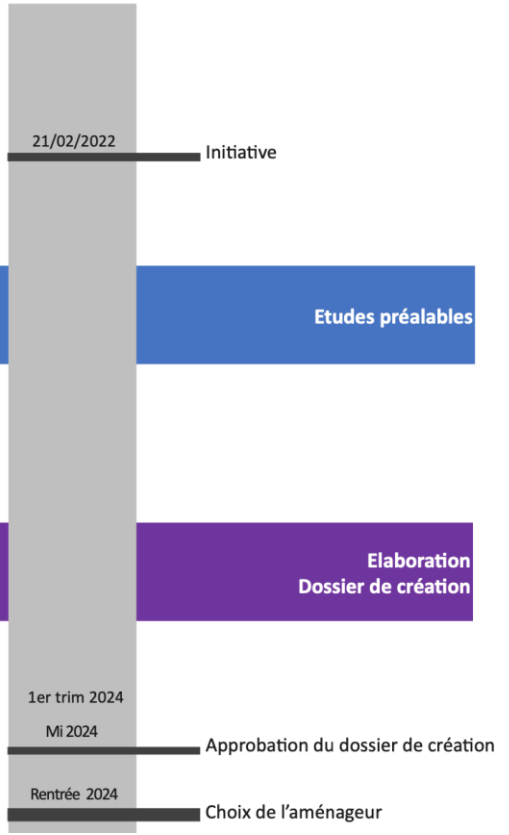 21/02/2022
Initiative
Etudes préalables
Elaboration
Dossier de création
1er trim 2024
Mi 2024
Approbation du dossier de création
Rentrée 2024
Choix de l'aménageur